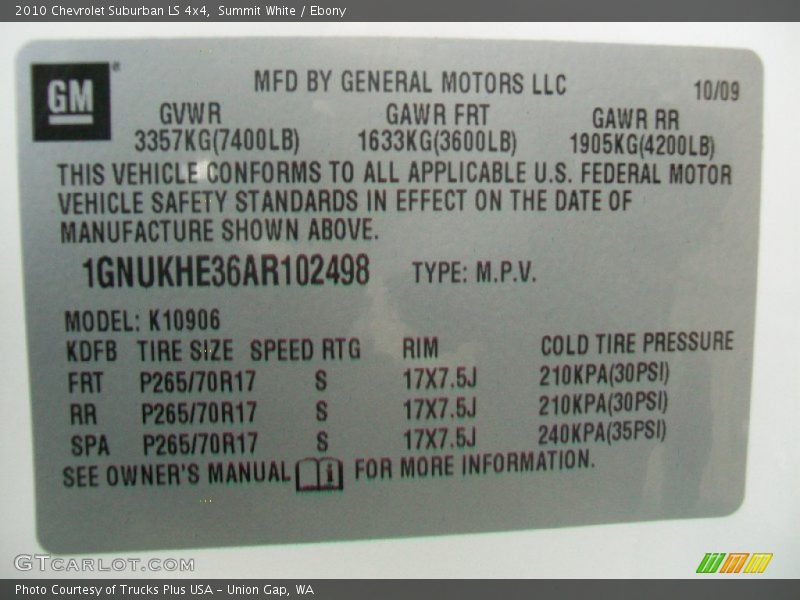 2010 Chevrolet Suburban LS 4x4, Summit White / Ebony
GM
MFD BY GENERAL MOTORS LLC 10/09
GVWR GAWR FRT GAWR RR
3357KG(7400LB) 1633KG(3600LB) 1905KG(4200LB)
THIS VEHICLE CONFORMS TO ALL APPLICABLE U.S. FEDERAL MOTOR
VEHICLE SAFETY STANDARDS IN EFFECT ON THE DATE OF
MANUFACTURE SHOWN ABOVE.
1GNUKHE36AR102498 TYPE: M.P.V.
MODEL: K10906
KDFB TIRE SIZE SPEED RTG RIM COLD TIRE PRESSURE
FRT P265/70R17 S 17X7.5J 210KPA(30PSI)
RR P265/70R17 S 17X7.5J 210KPA(30PSI)
SPA P265/70R17 S 17X7.5J 240KPA(35PSI)
SEE OWNER'S MANUAL i FOR MORE INFORMATION.
GTCARLOT.COM
Photo Courtesy of Trucks Plus USA - Union Gap, WA